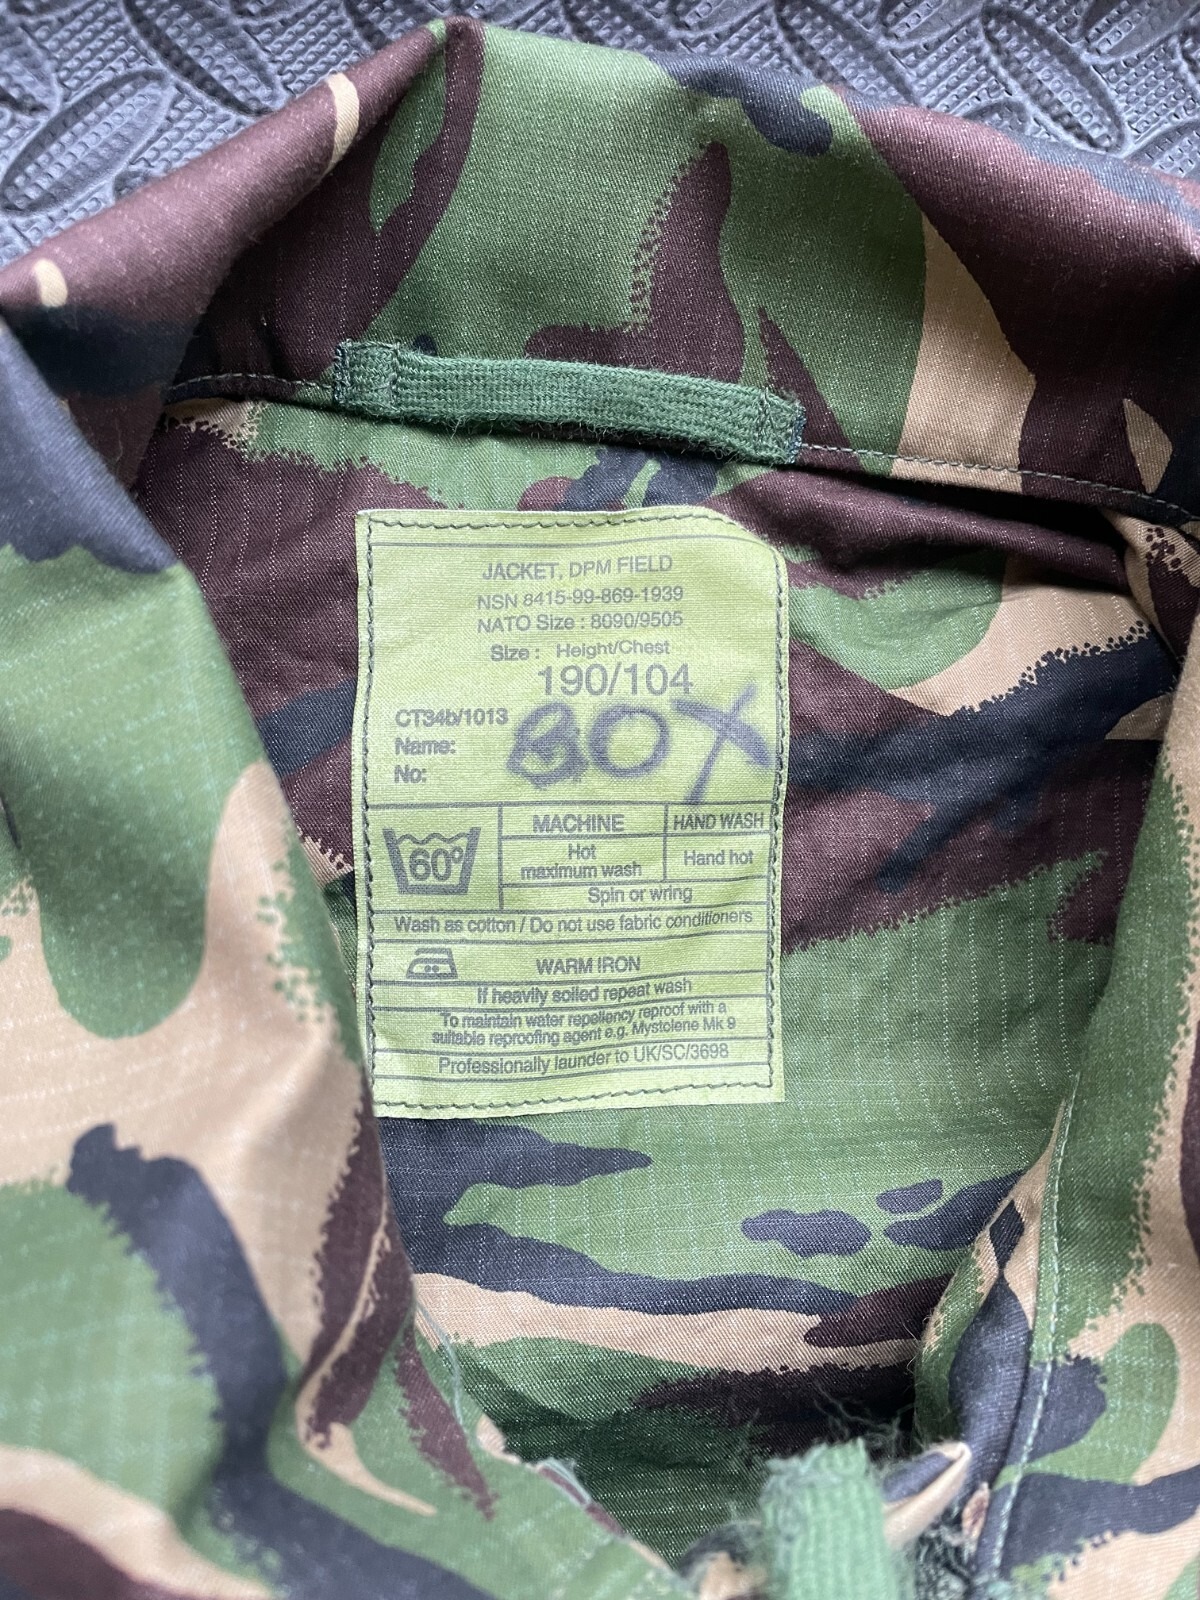 JACKET, DPM FIELD
NSN 8415-99-869-1939
NATO Size : 8090/9505
Size : Height/Chest
190/104
CT34b/1013
Name: BOX
No:
60°
MACHINE
HAND WASH
Hot
maximum wash
Hand hot
Spin or wring
Wash as cotton / Do not use fabric conditioners
WARM IRON
If heavily soiled repeat wash
To maintain water repellency reproof with a
suitable reproofing agent e.g. Mystolene Mk 9
Professionally launder to UK/SC/3698